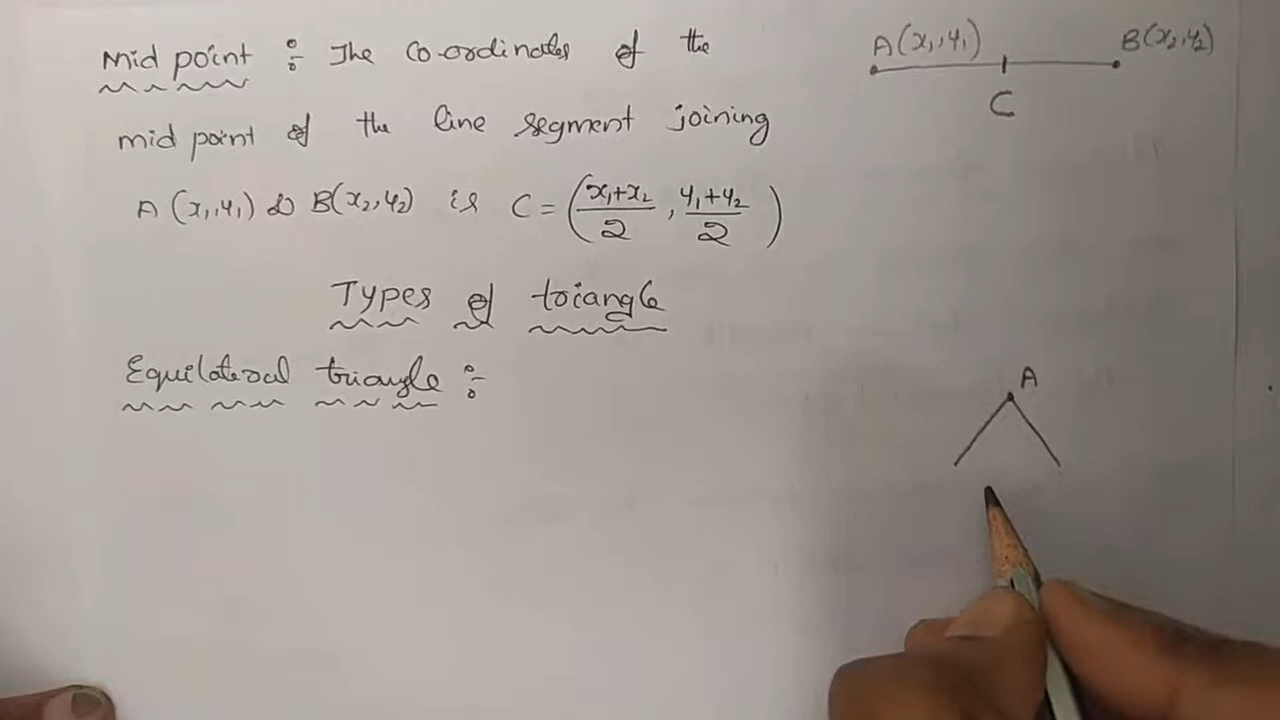 Mid point : The Co-ordinates of the
mid point of the line segment joining
A (x₁,y₁) & B(x₂,y₂) is C = ( x₁+x₂ / 2 , y₁+y₂ / 2 )
A(x₁,y₁) B(x₂,y₂)
C
Types of triangle
Equilateral triangle :
A